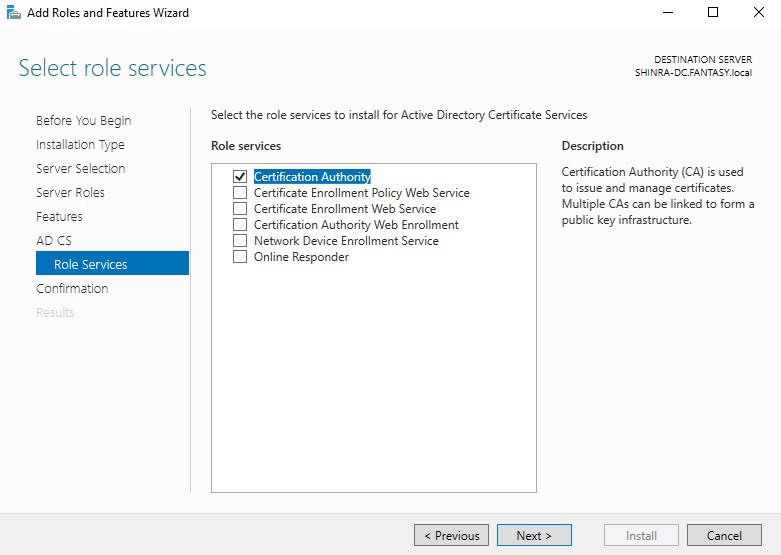 Add Roles and Features Wizard
Select role services
DESTINATION SERVER
SHINRA-DC.FANTASY.local
Before You Begin
Installation Type
Server Selection
Server Roles
Features
AD CS
Role Services
Confirmation
Results
Select the role services to install for Active Directory Certificate Services
Role services
Certification Authority
Certificate Enrollment Policy Web Service
Certificate Enrollment Web Service
Certification Authority Web Enrollment
Network Device Enrollment Service
Online Responder
Description
Certification Authority (CA) is used
to issue and manage certificates.
Multiple CAs can be linked to form a
public key infrastructure.
< Previous
Next >
Install
Cancel